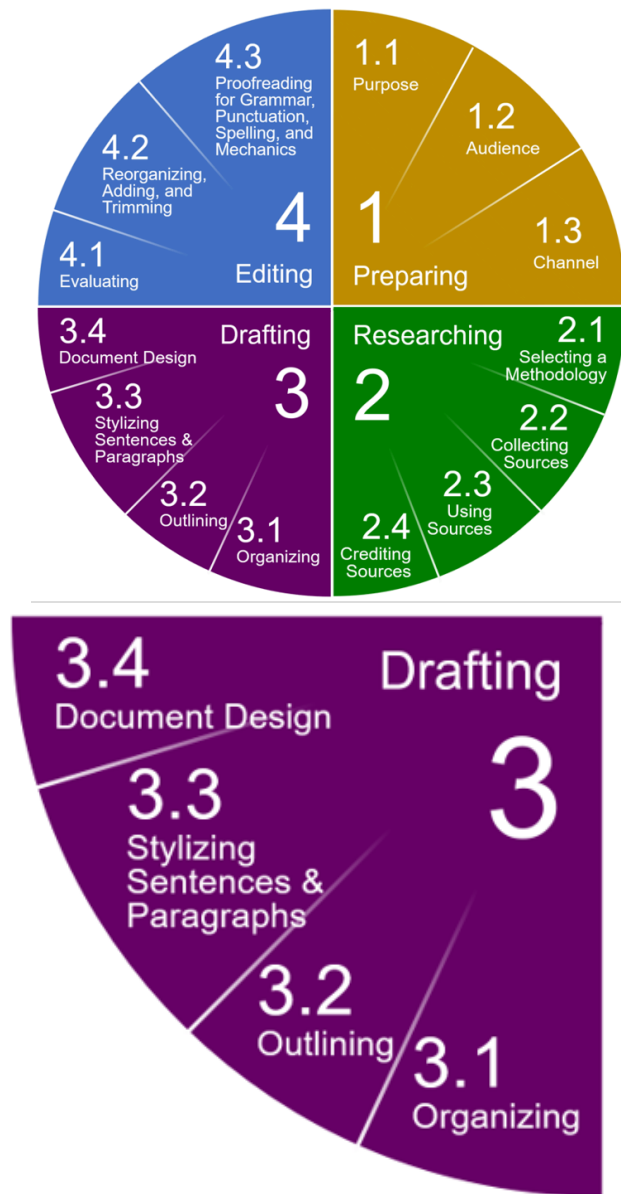 1.1
Purpose
1.2
Audience
1.3
Channel
1
Preparing
Researching
2
2.1
Selecting a
Methodology
2.2
Collecting
Sources
2.3
Using
Sources
2.4
Crediting
Sources
Drafting
3
3.1
Organizing
3.2
Outlining
3.3
Stylizing
Sentences &
Paragraphs
3.4
Document Design
4.1
Evaluating
4.2
Reorganizing,
Adding, and
Trimming
4.3
Proofreading
for Grammar,
Punctuation,
Spelling, and
Mechanics
4
Editing
3.4
Document Design
Drafting
3
3.3
Stylizing
Sentences &
Paragraphs
3.2
Outlining
3.1
Organizing